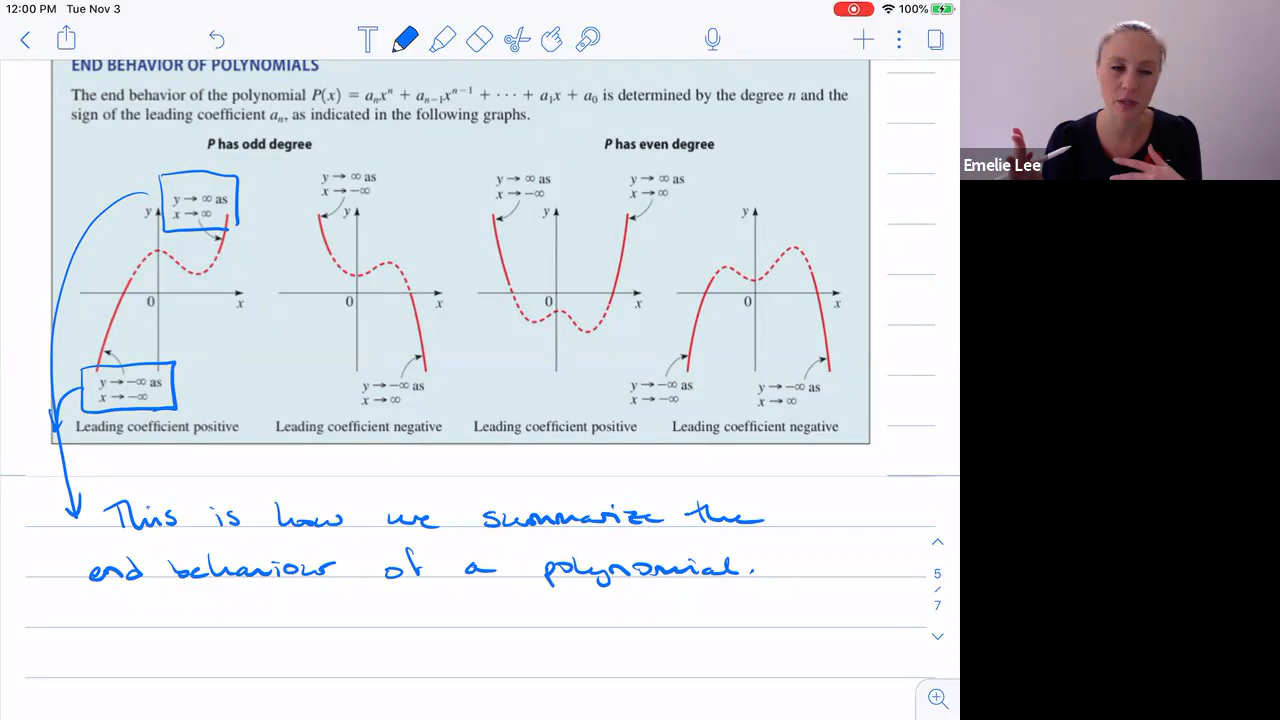 12:00 PM Tue Nov 3
100%
END BEHAVIOR OF POLYNOMIALS
The end behavior of the polynomial P(x) = aₙxⁿ + aₙ₋₁xⁿ⁻¹ + ··· + a₁x + a₀ is determined by the degree n and the
sign of the leading coefficient aₙ, as indicated in the following graphs.
P has odd degree
P has even degree
y → ∞ as
x → ∞
y
0
x
y → −∞ as
x → −∞
Leading coefficient positive
y → ∞ as
x → −∞
y
0
x
y → −∞ as
x → ∞
Leading coefficient negative
y → ∞ as
x → −∞
y → ∞ as
x → ∞
y
0
x
Leading coefficient positive
y
0
x
y → −∞ as
x → −∞
y → −∞ as
x → ∞
Leading coefficient negative
This is how we summarize the
end behaviour of a polynomial.
5
/
7
Emelie Lee